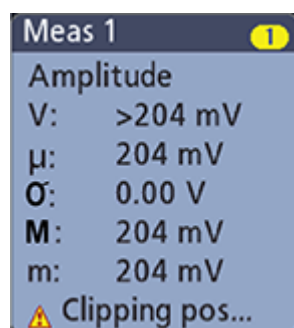 Meas 1 1
Amplitude
V: >204 mV
μ: 204 mV
σ: 0.00 V
M: 204 mV
m: 204 mV
Clipping pos...